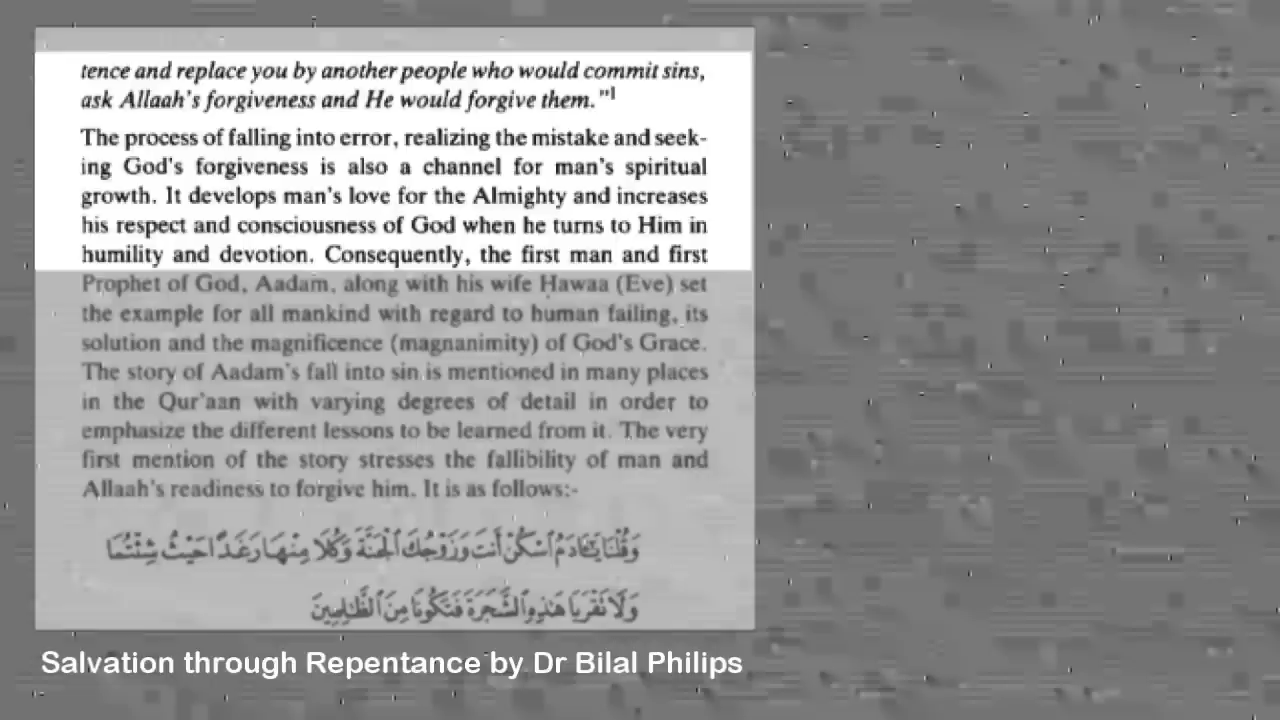 tence and replace you by another people who would commit sins,
ask Allaah's forgiveness and He would forgive them."1
The process of falling into error, realizing the mistake and seek-
ing God's forgiveness is also a channel for man's spiritual
growth. It develops man's love for the Almighty and increases
his respect and consciousness of God when he turns to Him in
humility and devotion. Consequently, the first man and first
Prophet of God, Aadam, along with his wife Ḥawaa (Eve) set
the example for all mankind with regard to human failing, its
solution and the magnificence (magnanimity) of God's Grace.
The story of Aadam's fall into sin is mentioned in many places
in the Qur'aan with varying degrees of detail in order to
emphasize the different lessons to be learned from it. The very
first mention of the story stresses the fallibility of man and
Allaah's readiness to forgive him. It is as follows:-
وَقُلْنَا يَٰٓـَٔادَمُ ٱسْكُنْ أَنتَ وَزَوْجُكَ ٱلْجَنَّةَ وَكُلَا مِنْهَا رَغَدًا حَيْثُ شِئْتُمَا
وَلَا تَقْرَبَا هَٰذِهِ ٱلشَّجَرَةَ فَتَكُونَا مِنَ ٱلظَّٰلِمِينَ
Salvation through Repentance by Dr Bilal Philips